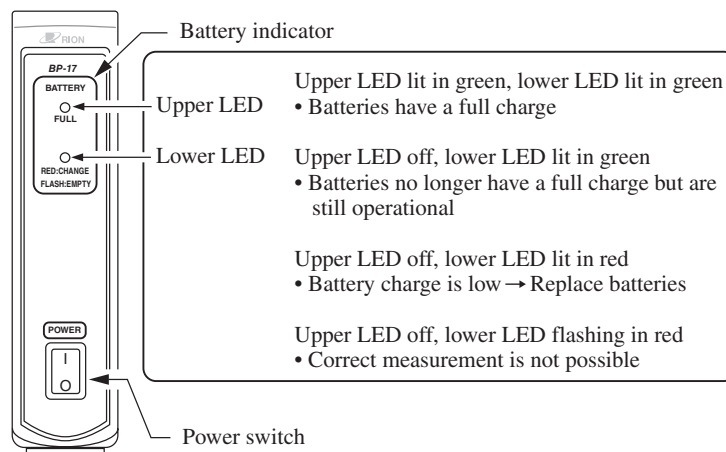 Battery indicator
RION
BP-17
BATTERY
FULL
RED:CHANGE
FLASH:EMPTY
POWER
I
O
Upper LED
Lower LED
Upper LED lit in green, lower LED lit in green
• Batteries have a full charge
Upper LED off, lower LED lit in green
• Batteries no longer have a full charge but are
still operational
Upper LED off, lower LED lit in red
• Battery charge is low → Replace batteries
Upper LED off, lower LED flashing in red
• Correct measurement is not possible
Power switch